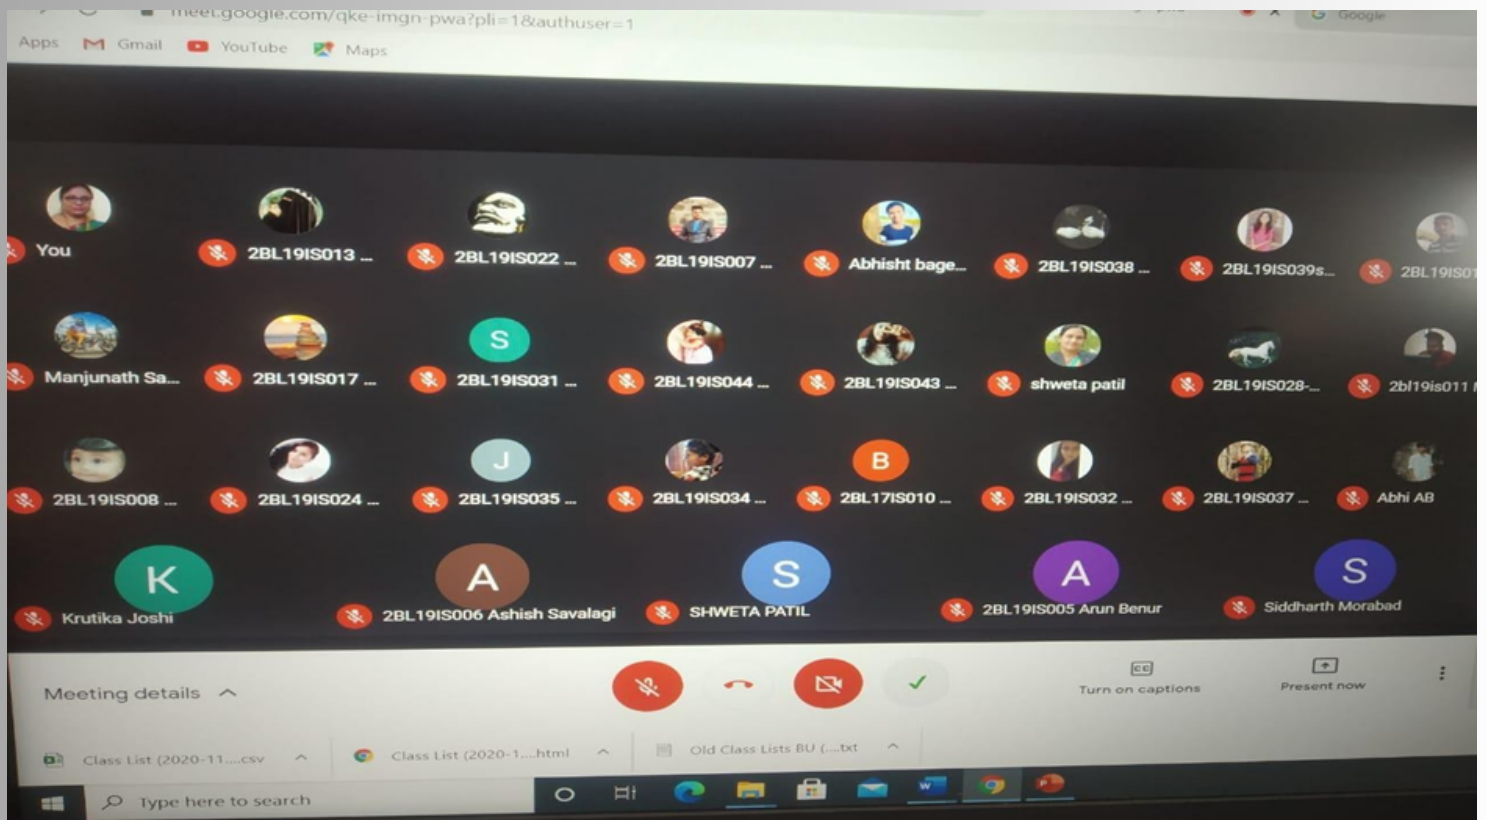 meet.google.com/qke-imgn-pwa?pli=1&authuser=1
Google
Apps Gmail YouTube Maps
You 2BL19IS013 ... 2BL19IS022 ... 2BL19IS007 ... Abhisht bage... 2BL19IS038 ... 2BL19IS039s... 2BL19IS01
Manjunath Sa... 2BL19IS017 ... 2BL19IS031 ... 2BL19IS044 ... 2BL19IS043 ... shweta patil 2BL19IS028-... 2bl19is011
S
2BL19IS008 ... 2BL19IS024 ... 2BL19IS035 ... 2BL19IS034 ... 2BL17IS010 ... 2BL19IS032 ... 2BL19IS037 ... Abhi AB
J B
K A S A S
Krutika Joshi 2BL19IS006 Ashish Savalagi SHWETA PATIL 2BL19IS005 Arun Benur Siddharth Morabad
Meeting details Turn on captions Present now
Class List (2020-11....csv Class List (2020-1....html Old Class Lists BU (....txt
Type here to search